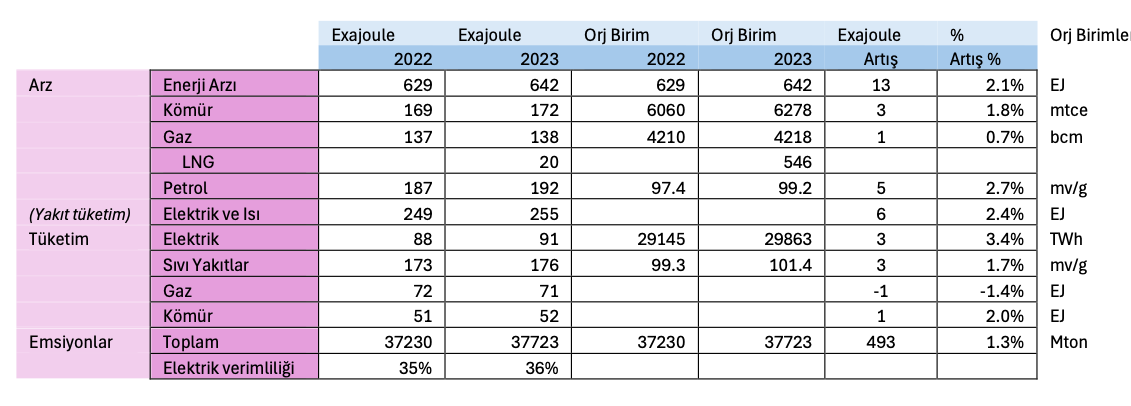 Exajoule Exajoule Orj Birim Orj Birim Exajoule % Orj Birimle
2022 2023 2022 2023 Artış Artış %
Arz Enerji Arzı 629 642 629 642 13 2.1% EJ
Kömür 169 172 6060 6278 3 1.8% mtce
Gaz 137 138 4210 4218 1 0.7% bcm
LNG 20 546
Petrol 187 192 97.4 99.2 5 2.7% mv/g
(Yakıt tüketim) Elektrik ve Isı 249 255 6 2.4% EJ
Tüketim Elektrik 88 91 29145 29863 3 3.4% TWh
Sıvı Yakıtlar 173 176 99.3 101.4 3 1.7% mv/g
Gaz 72 71 -1 -1.4% EJ
Kömür 51 52 1 2.0% EJ
Emsiyonlar Toplam 37230 37723 37230 37723 493 1.3% Mton
Elektrik verimliliği 35% 36%